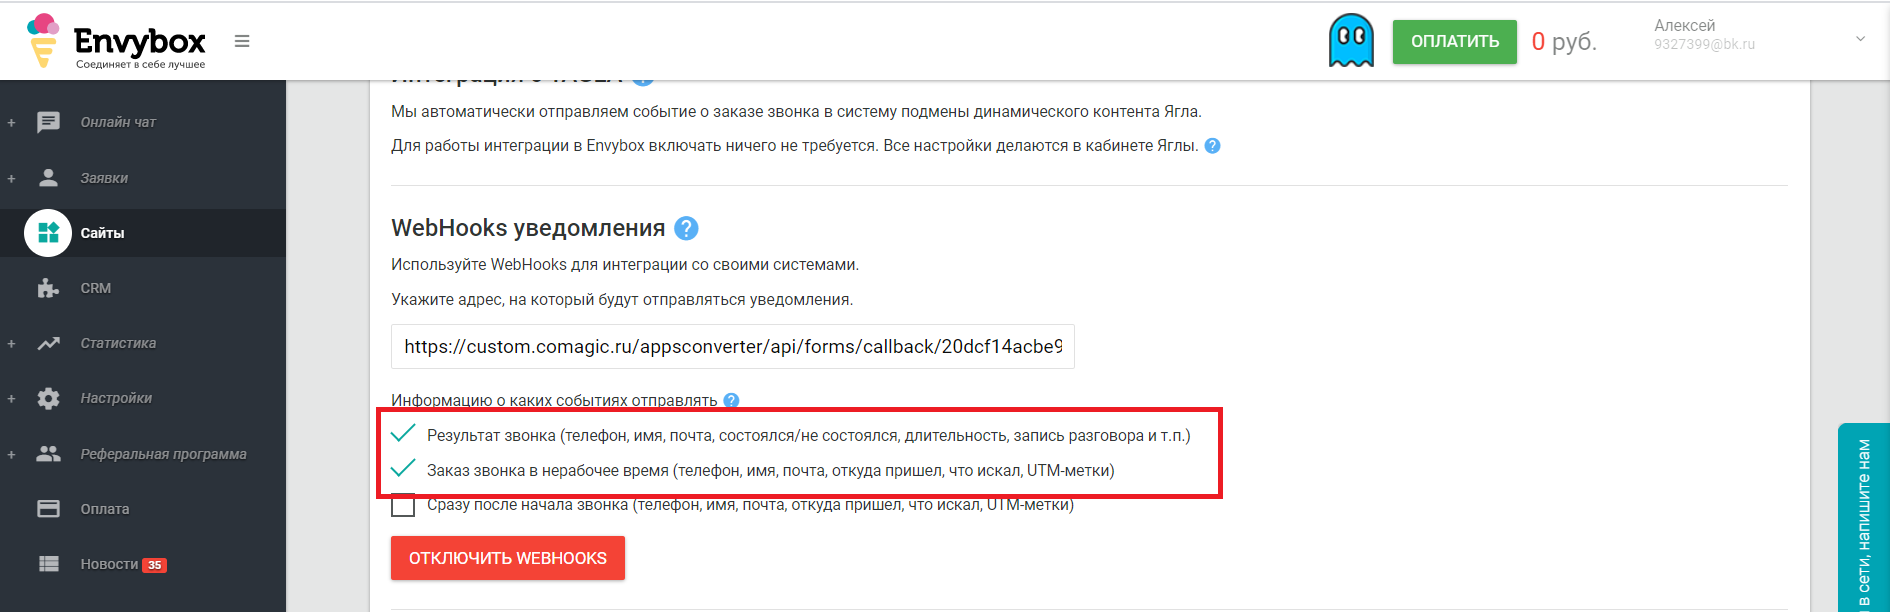 Envybox
Соединяет в себе лучшее
ОПЛАТИТЬ
0 руб.
Алексей
9327399@bk.ru
+ Онлайн чат
+ Заявки
Сайты
CRM
+ Статистика
+ Настройки
+ Реферальная программа
Оплата
Новости 35
Мы автоматически отправляем событие о заказе звонка в систему подмены динамического контента Ягла.
Для работы интеграции в Envybox включать ничего не требуется. Все настройки делаются в кабинете Яглы. ?
WebHooks уведомления ?
Используйте WebHooks для интеграции со своими системами.
Укажите адрес, на который будут отправляться уведомления.
https://custom.comagic.ru/appsconverter/api/forms/callback/20dcf14acbe9
Информацию о каких событиях отправлять ?
Результат звонка (телефон, имя, почта, состоялся/не состоялся, длительность, запись разговора и т.п.)
Заказ звонка в нерабочее время (телефон, имя, почта, откуда пришел, что искал, UTM-метки)
Сразу после начала звонка (телефон, имя, почта, откуда пришел, что искал, UTM-метки)
ОТКЛЮЧИТЬ WEBHOOKS
в сети, напишите нам